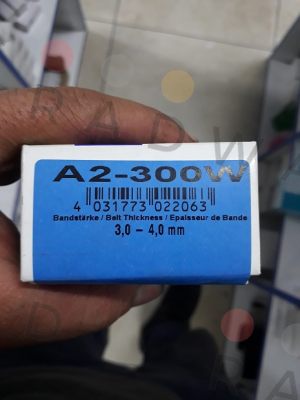 A2-300W
4 031773 022063
Bandstärke / Belt Thickness / Epaisseur de Bande
3,0 – 4,0 mm